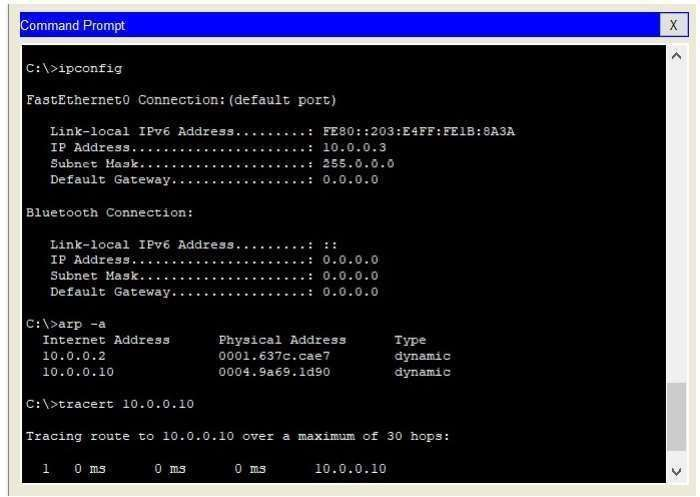 Command Prompt
X
C:\>ipconfig
FastEthernet0 Connection:(default port)
Link-local IPv6 Address.........: FE80::203:E4FF:FE1B:8A3A
IP Address......................: 10.0.0.3
Subnet Mask.....................: 255.0.0.0
Default Gateway.................: 0.0.0.0
Bluetooth Connection:
Link-local IPv6 Address.........: ::
IP Address......................: 0.0.0.0
Subnet Mask.....................: 0.0.0.0
Default Gateway.................: 0.0.0.0
C:\>arp -a
Internet Address Physical Address Type
10.0.0.2 0001.637c.cae7 dynamic
10.0.0.10 0004.9a69.1d90 dynamic
C:\>tracert 10.0.0.10
Tracing route to 10.0.0.10 over a maximum of 30 hops:
1 0 ms 0 ms 0 ms 10.0.0.10